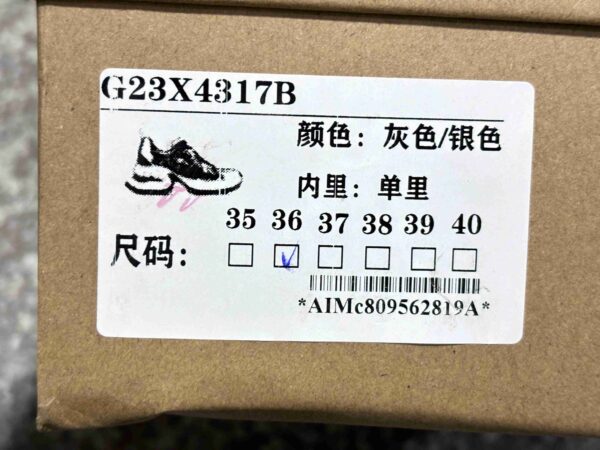 G23X4317B
颜色：灰色/银色
内里：单里
35 36 37 38 39 40
尺码：
*AIMc809562819A*